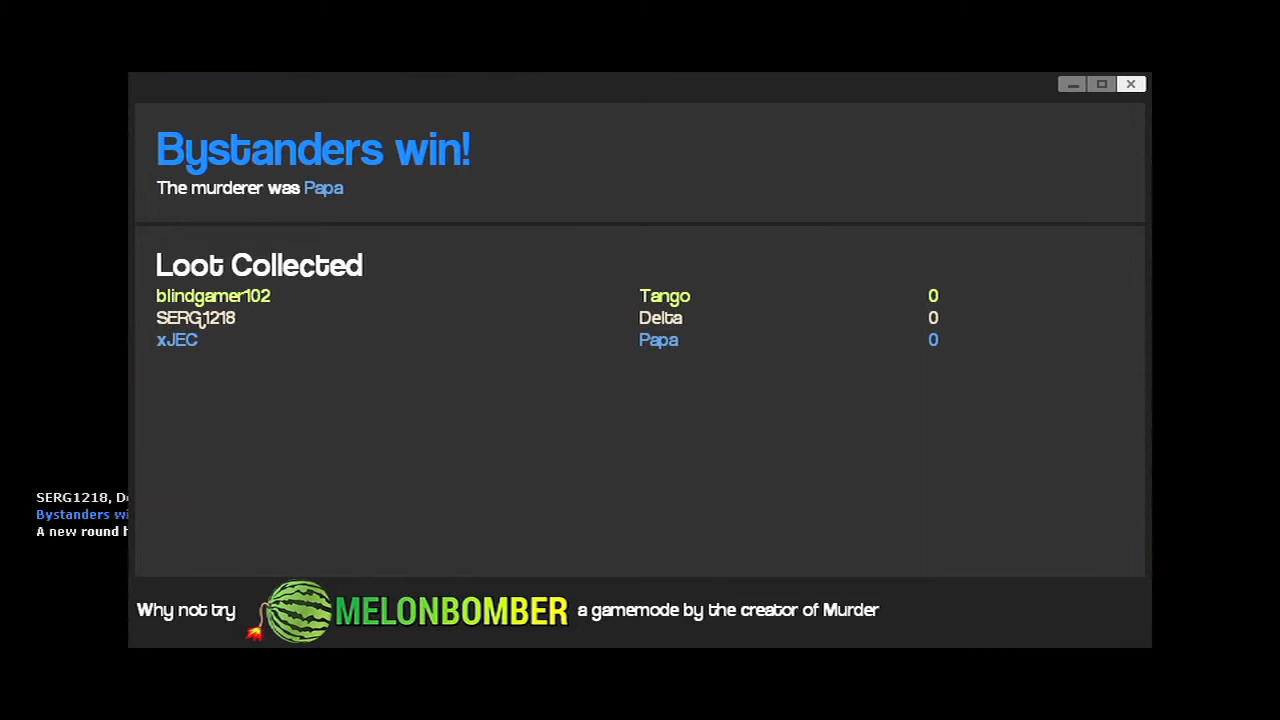 Bystanders win!
The murderer was Papa
Loot Collected
blindgamer102 Tango 0
SERG1218 Delta 0
xJEC Papa 0
SERG1218,
Bystanders
A new round
Why not try MELONBOMBER a gamemode by the creator of Murder